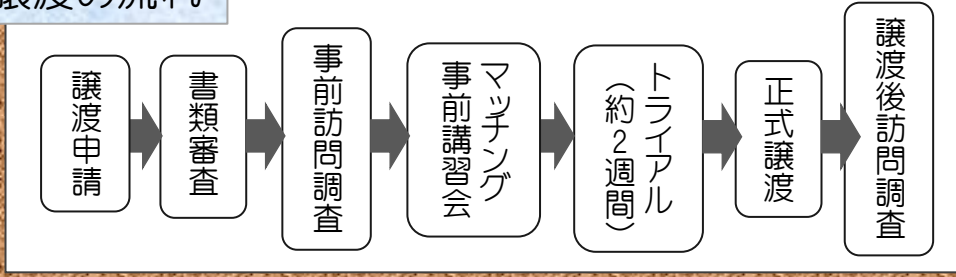 譲渡の流れ
譲渡申請
書類審査
事前訪問調査
マッチング
事前講習会
トライアル
（約２週間）
正式譲渡
譲渡後訪問調査